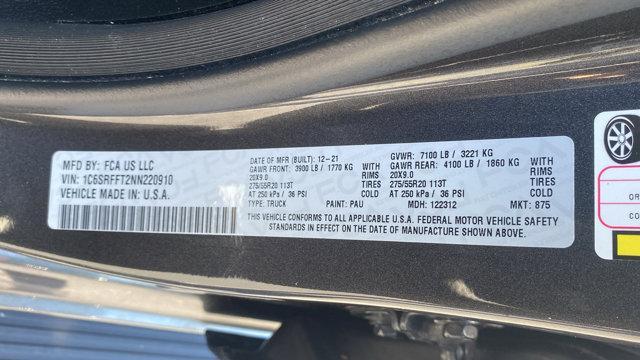 MFD BY: FCA US LLC
1C6SRFFT2NN220910
VEHICLE MADE IN U.S.A.
DATE OF MFR (BUILT): 12-21 GVWR: 7100 LB / 3221 KG
GAWR FRONT: 3900 LB / 1770 KG WITH GAWR REAR: 4100 LB / 1860 KG WITH
20X9.0 RIMS 20X9.0 RIMS
275/55R20 113T TIRES 275/55R20 113T TIRES
AT 250 kPa / 36 PSI COLD AT 250 kPa / 36 PSI COLD
TYPE: TRUCK PAINT: PAU MDH: 122312 MKT: 875
THIS VEHICLE CONFORMS TO ALL APPLICABLE U.S.A. FEDERAL MOTOR VEHICLE SAFETY
STANDARDS IN EFFECT ON THE DATE OF MANUFACTURE SHOWN ABOVE.